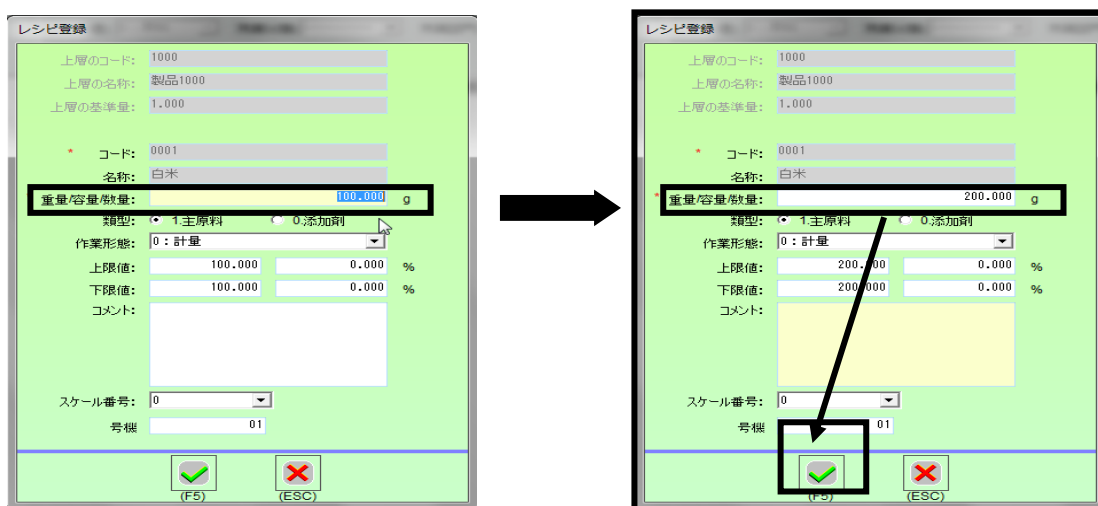 レシピ登録
上層のコード: 1000
上層の名称: 製品1000
上層の基準量: 1.000
* コード: 0001
名称: 白米
重量/容量/数量: 100.000 g
類型: 1.主原料 0.添加剤
作業形態: 0:計量
上限値: 100.000 0.000 %
下限値: 100.000 0.000 %
コメント:
スケール番号: 0
号機 01
(F5) (ESC)
レシピ登録
上層のコード: 1000
上層の名称: 製品1000
上層の基準量: 1.000
* コード: 0001
名称: 白米
* 重量/容量/数量: 200.000 g
類型: 1.主原料 0.添加剤
作業形態: 0:計量
上限値: 200.000 0.000 %
下限値: 200.000 0.000 %
コメント:
スケール番号: 0
号機 01
(F5) (ESC)